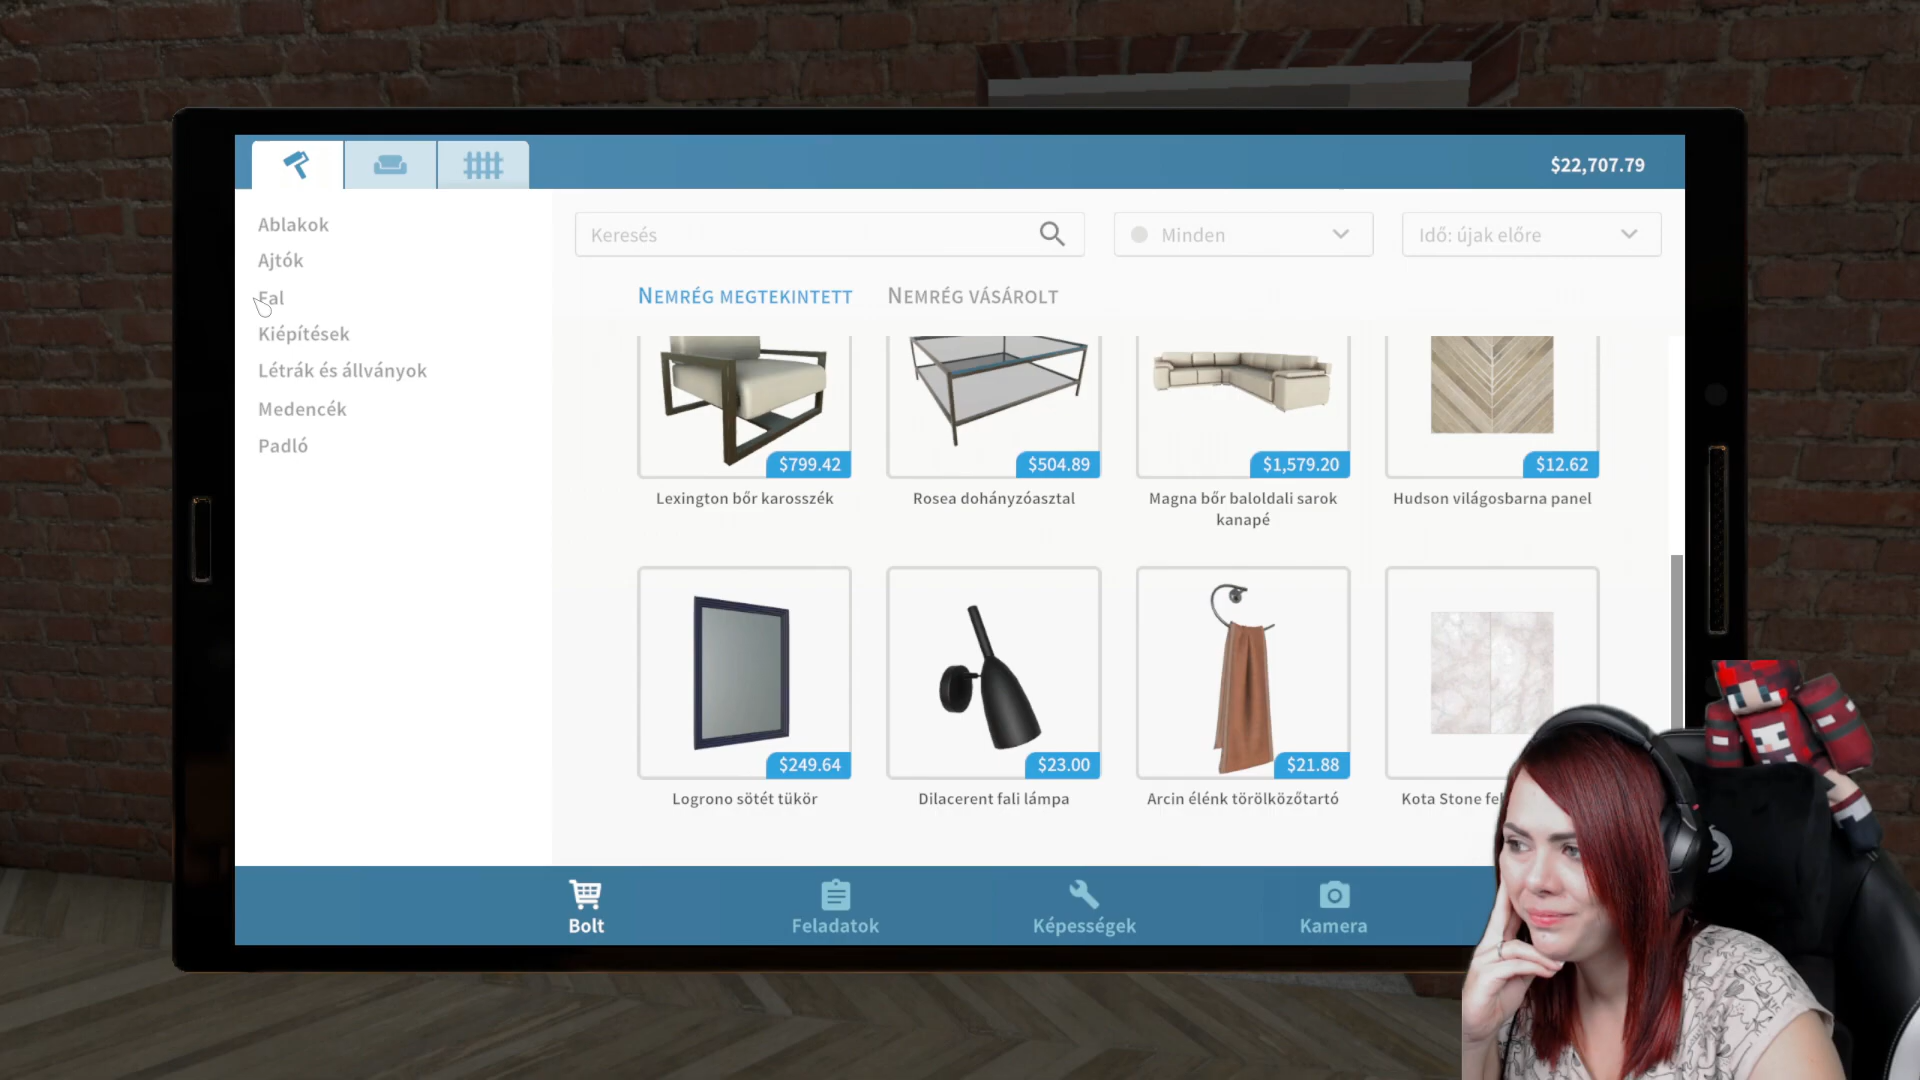 $22,707.79
Ablakok
Ajtók
Fal
Kiépítések
Létrák és állványok
Medencék
Padló
Keresés
Minden
Idő: újak előre
NEMRÉG MEGTEKINTETT
NEMRÉG VÁSÁROLT
$799.42
$504.89
$1,579.20
$12.62
Lexington bőr karosszék
Rosea dohányzóasztal
Magna bőr baloldali sarok
kanapé
Hudson világosbarna panel
$249.64
$23.00
$21.88
Logrono sötét tükör
Dilacerent fali lámpa
Arcin élénk törölközőtartó
Kota Stone
Bolt
Feladatok
Képességek
Kamera